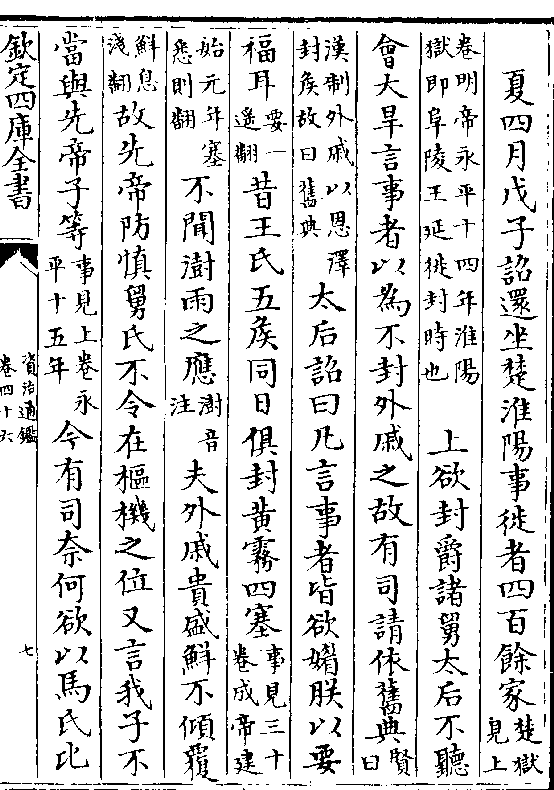 夏四月戊子詔還坐楚淮陽事徙者四百餘家楚獄見上
卷明帝永平十四年淮陽獄即阜陵王延徙封時也上欲封爵諸舅太后不聽
會大旱言事者以為不封外戚之故有司請依舊典賢曰
漢制外戚以恩澤封侯故曰舊典太后詔曰凡言事者皆欲媚朕以要
福耳要一遥翻昔王氏五侯同日俱封黄霧四塞事見三十卷成帝建
始元年塞悉則翻不聞澍雨之應澍音注夫外戚貴盛鮮不傾覆
鮮息淺翻故先帝防慎舅氏不令在樞機之位又言我子不
當與先帝子等事見上卷永平十五年今有司奈何欲以馬氏比
欽定四庫全書
資治通鑑
卷四十六
七